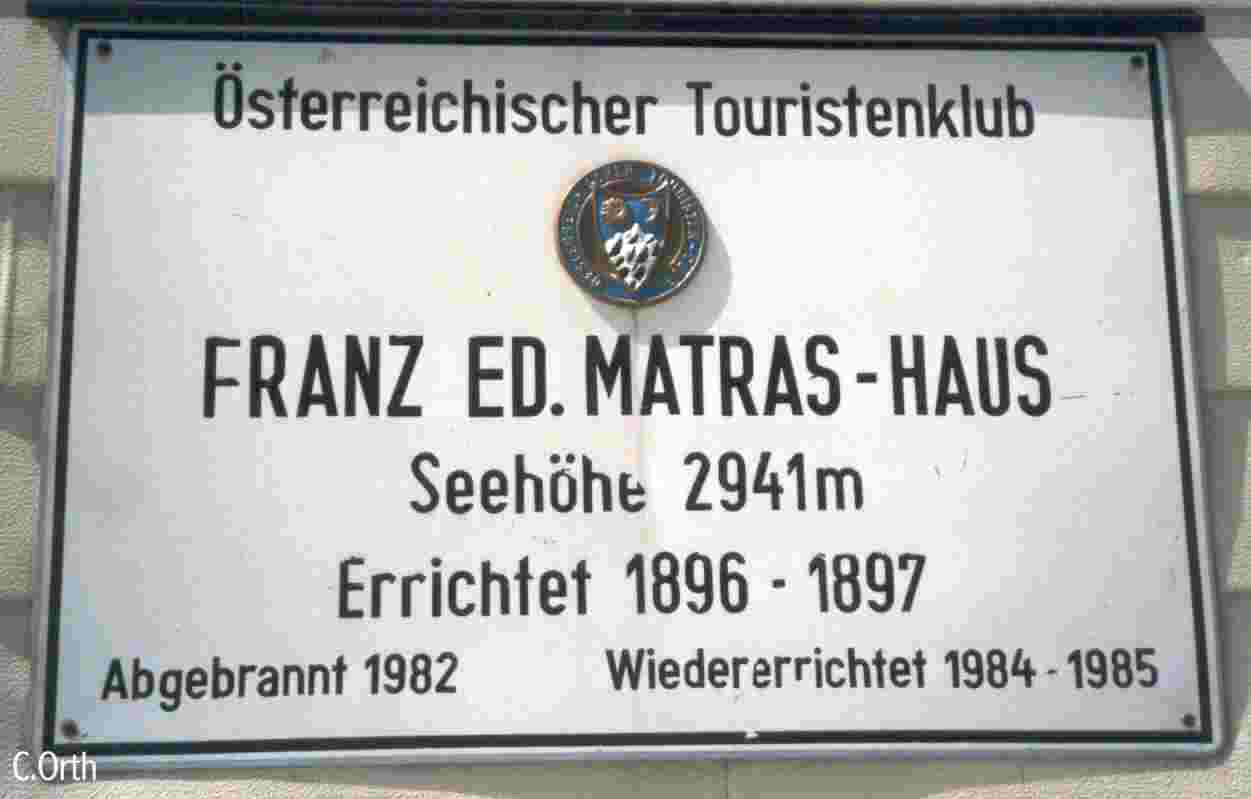 Österreichischer Touristenklub
FRANZ ED. MATRAS-HAUS
Seehöhe 2941m
Errichtet 1896 - 1897
Abgebrannt 1982 Wiedererrichtet 1984 - 1985
C.Orth